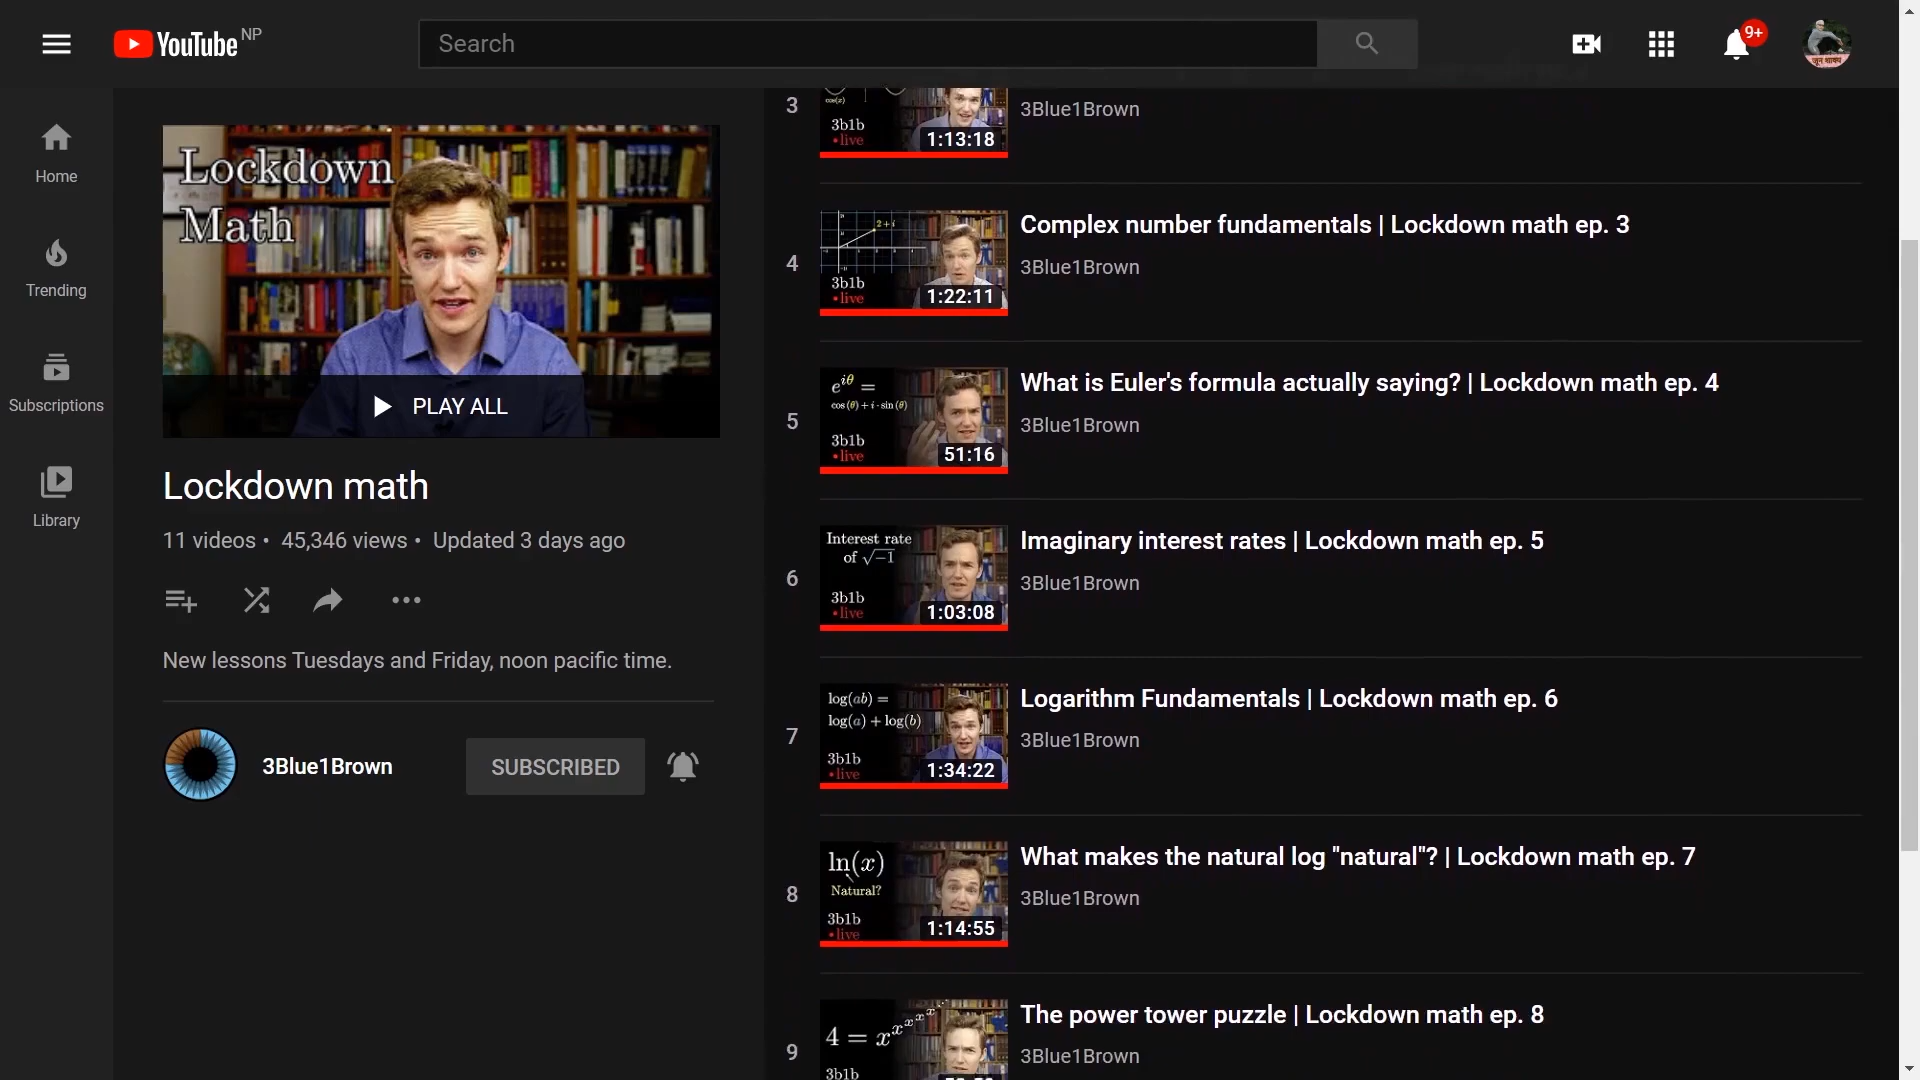 YouTube NP
Search
9+
Home
Trending
Subscriptions
Library
Lockdown
Math
PLAY ALL
Lockdown math
11 videos • 45,346 views • Updated 3 days ago
New lessons Tuesdays and Friday, noon pacific time.
3Blue1Brown
SUBSCRIBED
3
cos(x)
3b1b
•live
1:13:18
3Blue1Brown
4
2+i
3b1b
•live
1:22:11
Complex number fundamentals | Lockdown math ep. 3
3Blue1Brown
5
e^{iθ} =
cos(θ)+i·sin(θ)
3b1b
•live
51:16
What is Euler's formula actually saying? | Lockdown math ep. 4
3Blue1Brown
6
Interest rate
of √−1
3b1b
•live
1:03:08
Imaginary interest rates | Lockdown math ep. 5
3Blue1Brown
7
log(ab) =
log(a) + log(b)
3b1b
•live
1:34:22
Logarithm Fundamentals | Lockdown math ep. 6
3Blue1Brown
8
ln(x)
Natural?
3b1b
•live
1:14:55
What makes the natural log "natural"? | Lockdown math ep. 7
3Blue1Brown
9
4 = x^{x^{x^{x^{x}}}}
3b1b
The power tower puzzle | Lockdown math ep. 8
3Blue1Brown